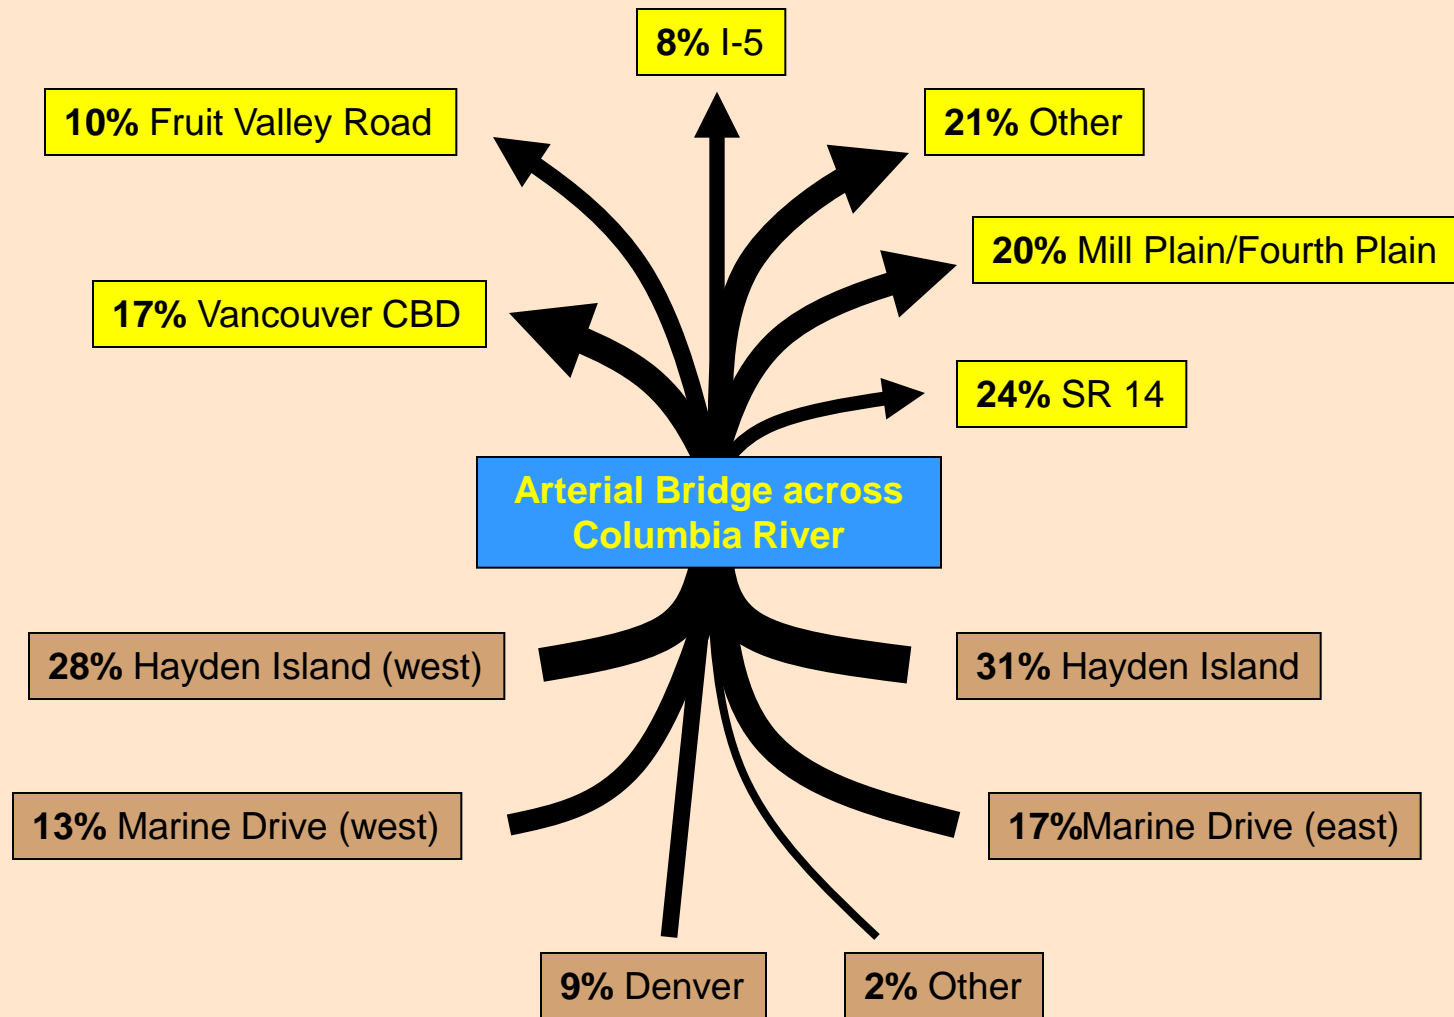 8% I-5
10% Fruit Valley Road
21% Other
20% Mill Plain/Fourth Plain
17% Vancouver CBD
24% SR 14
Arterial Bridge across
Columbia River
28% Hayden Island (west)
31% Hayden Island
13% Marine Drive (west)
17%Marine Drive (east)
9% Denver
2% Other